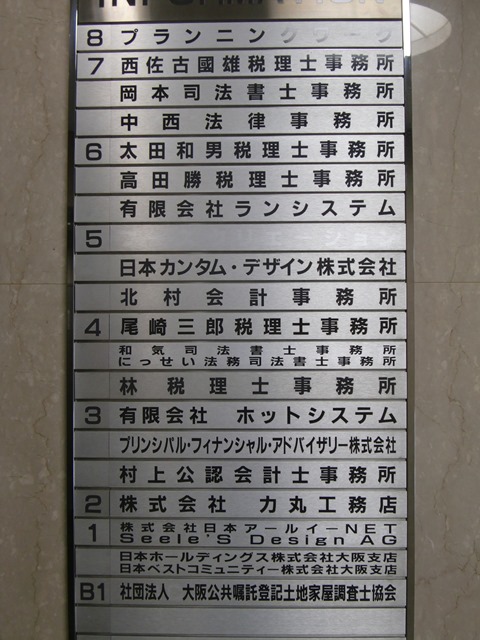 INFORMATION
8 プランニングワーク
7 西佐古國雄税理士事務所
岡本司法書士事務所
中西法律事務所
6 太田和男税理士事務所
高田勝税理士事務所
有限会社ランシステム
5
日本カンタム・デザイン株式会社
北村会計事務所
4 尾崎三郎税理士事務所
和気司法書士事務所
にっせい法務司法書士事務所
林税理士事務所
3 有限会社 ホットシステム
プリンシパル・フィナンシャル・アドバイザリー株式会社
村上公認会計士事務所
2 株式会社 力丸工務店
1 株式会社日本アールイーNET
Seele'S Design AG
日本ホールディングス株式会社大阪支店
日本ベストコミュニティー株式会社大阪支店
B1 社団法人 大阪公共嘱託登記土地家屋調査士協会